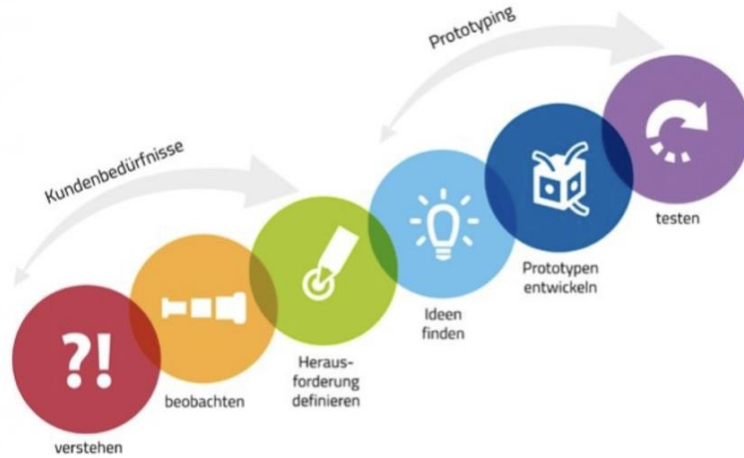 Prototyping
Kundenbedürfnisse
?!
verstehen
beobachten
Heraus-
forderung
definieren
Ideen
finden
Prototypen
entwickeln
testen